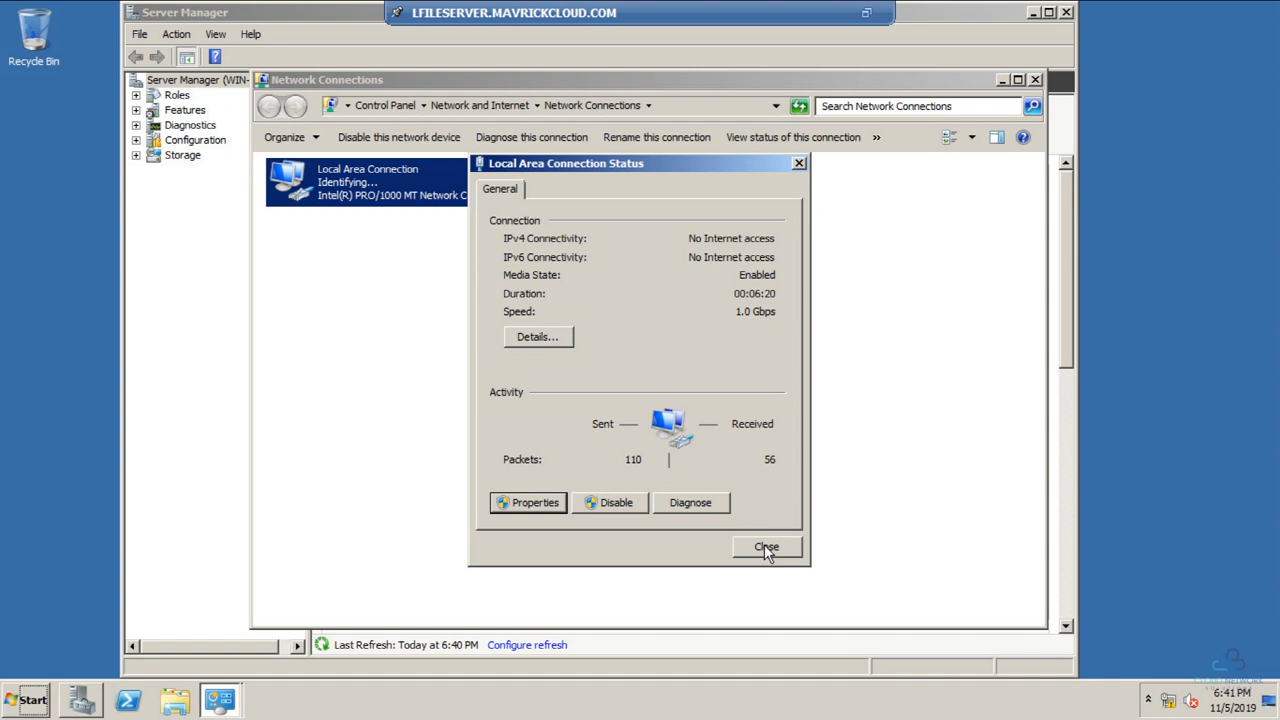 Recycle Bin
Server Manager
LFILESERVER.MAVRICKCLOUD.COM
File Action View Help
Server Manager (WIN-
Roles
Features
Diagnostics
Configuration
Storage
Network Connections
Control Panel Network and Internet Network Connections
Search Network Connections
Organize Disable this network device Diagnose this connection Rename this connection View status of this connection »
Local Area Connection
Identifying...
Intel(R) PRO/1000 MT Network C
Local Area Connection Status
General
Connection
IPv4 Connectivity: No Internet access
IPv6 Connectivity: No Internet access
Media State: Enabled
Duration: 00:06:20
Speed: 1.0 Gbps
Details...
Activity
Sent Received
Packets: 110 56
Properties Disable Diagnose
Close
Last Refresh: Today at 6:40 PM Configure refresh
Start
6:41 PM
11/5/2019